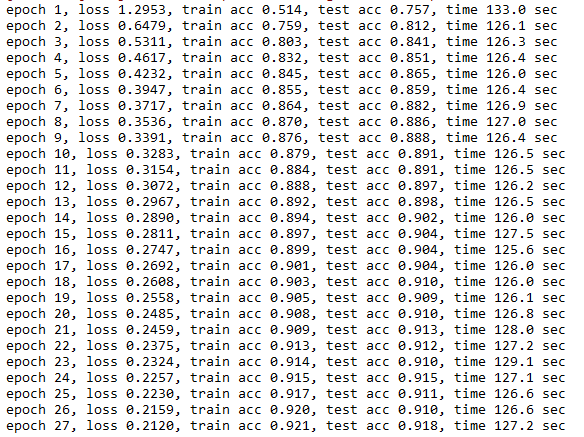 epoch 1, loss 1.2953, train acc 0.514, test acc 0.757, time 133.0 sec
epoch 2, loss 0.6479, train acc 0.759, test acc 0.812, time 126.1 sec
epoch 3, loss 0.5311, train acc 0.803, test acc 0.841, time 126.3 sec
epoch 4, loss 0.4617, train acc 0.832, test acc 0.851, time 126.4 sec
epoch 5, loss 0.4232, train acc 0.845, test acc 0.865, time 126.0 sec
epoch 6, loss 0.3947, train acc 0.855, test acc 0.859, time 126.4 sec
epoch 7, loss 0.3717, train acc 0.864, test acc 0.882, time 126.9 sec
epoch 8, loss 0.3536, train acc 0.870, test acc 0.886, time 127.0 sec
epoch 9, loss 0.3391, train acc 0.876, test acc 0.888, time 126.4 sec
epoch 10, loss 0.3283, train acc 0.879, test acc 0.891, time 126.5 sec
epoch 11, loss 0.3154, train acc 0.884, test acc 0.891, time 126.5 sec
epoch 12, loss 0.3072, train acc 0.888, test acc 0.897, time 126.2 sec
epoch 13, loss 0.2967, train acc 0.892, test acc 0.898, time 126.5 sec
epoch 14, loss 0.2890, train acc 0.894, test acc 0.902, time 126.0 sec
epoch 15, loss 0.2811, train acc 0.897, test acc 0.904, time 127.5 sec
epoch 16, loss 0.2747, train acc 0.899, test acc 0.904, time 125.6 sec
epoch 17, loss 0.2692, train acc 0.901, test acc 0.904, time 126.0 sec
epoch 18, loss 0.2608, train acc 0.903, test acc 0.910, time 126.0 sec
epoch 19, loss 0.2558, train acc 0.905, test acc 0.909, time 126.1 sec
epoch 20, loss 0.2485, train acc 0.908, test acc 0.910, time 126.8 sec
epoch 21, loss 0.2459, train acc 0.909, test acc 0.913, time 128.0 sec
epoch 22, loss 0.2375, train acc 0.913, test acc 0.912, time 127.2 sec
epoch 23, loss 0.2324, train acc 0.914, test acc 0.910, time 129.1 sec
epoch 24, loss 0.2257, train acc 0.915, test acc 0.915, time 127.1 sec
epoch 25, loss 0.2230, train acc 0.917, test acc 0.911, time 126.6 sec
epoch 26, loss 0.2159, train acc 0.920, test acc 0.910, time 126.6 sec
epoch 27, loss 0.2120, train acc 0.921, test acc 0.918, time 127.2 sec